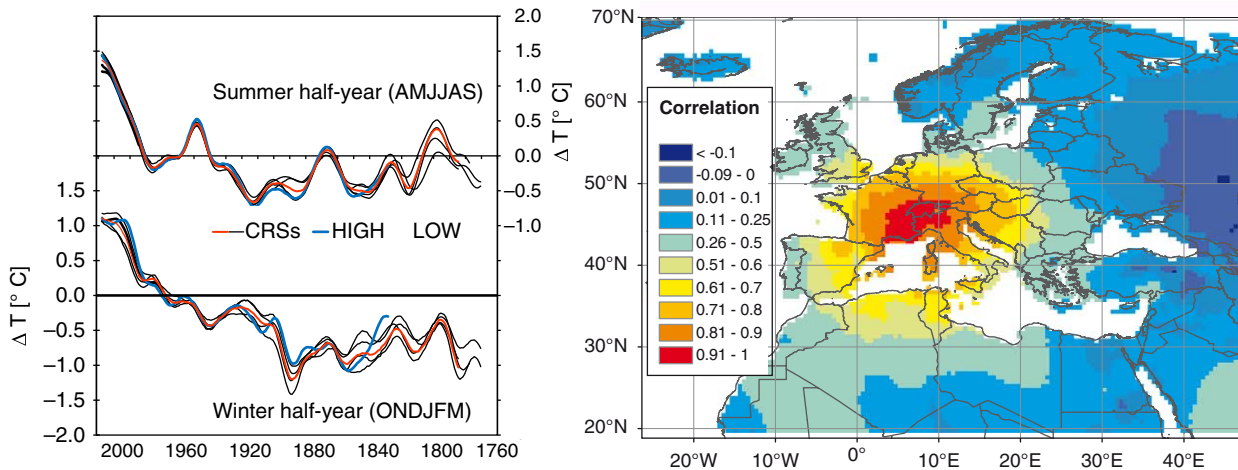 2.0
1.5
1.0
0.5
0.0
−0.5
−1.0
Δ T [° C]
Summer half-year (AMJJAS)
1.5
1.0
0.5
0.0
−0.5
−1.0
−1.5
−2.0
Δ T [° C]
CRSs HIGH LOW
Winter half-year (ONDJFM)
2000 1960 1920 1880 1840 1800 1760
70°N
60°N
50°N
40°N
30°N
20°N
Correlation
< -0.1
-0.09 - 0
0.01 - 0.1
0.11 - 0.25
0.26 - 0.5
0.51 - 0.6
0.61 - 0.7
0.71 - 0.8
0.81 - 0.9
0.91 - 1
20°W 10°W 0° 10°E 20°E 30°E 40°E